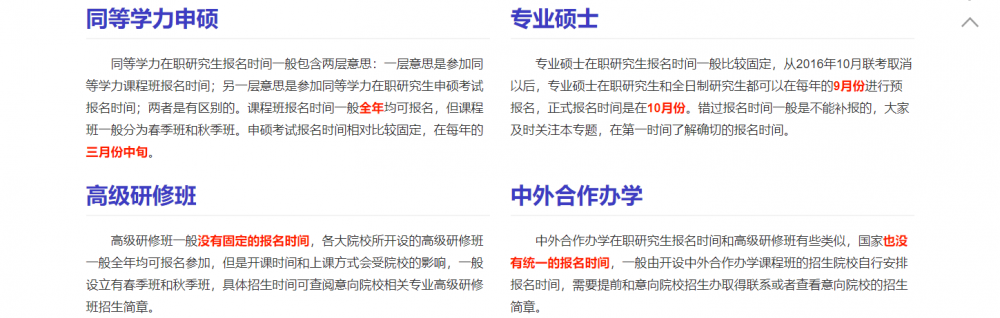 同等学力申硕
同等学力在职研究生报名时间一般包含两层意思：一层意思是参加同
等学力课程班报名时间；另一层意思是参加同等学力在职研究生申硕考试
报名时间；两者是有区别的。课程班报名时间一般全年均可报名，但课程
班一般分为春季班和秋季班。申硕考试报名时间相对比较固定，在每年的
三月份中旬。
专业硕士
专业硕士在职研究生报名时间一般比较固定，从2016年10月联考取消
以后，专业硕士在职研究生和全日制研究生都可以在每年的9月份进行预
报名，正式报名时间是在10月份。错过报名时间一般是不能补报的，大家
及时关注本专题，在第一时间了解确切的报名时间。
高级研修班
高级研修班一般没有固定的报名时间，各大院校所开设的高级研修班
一般全年均可报名参加，但是开课时间和上课方式会受院校的影响，一般
设立有春季班和秋季班，具体招生时间可查阅意向院校相关专业高级研修
班招生简章。
中外合作办学
中外合作办学在职研究生报名时间和高级研修班有些类似，国家也没
有统一的报名时间，一般由开设中外合作办学课程班的招生院校自行安排
报名时间，需要提前和意向院校招生办取得联系或者查看意向院校的招生
简章。